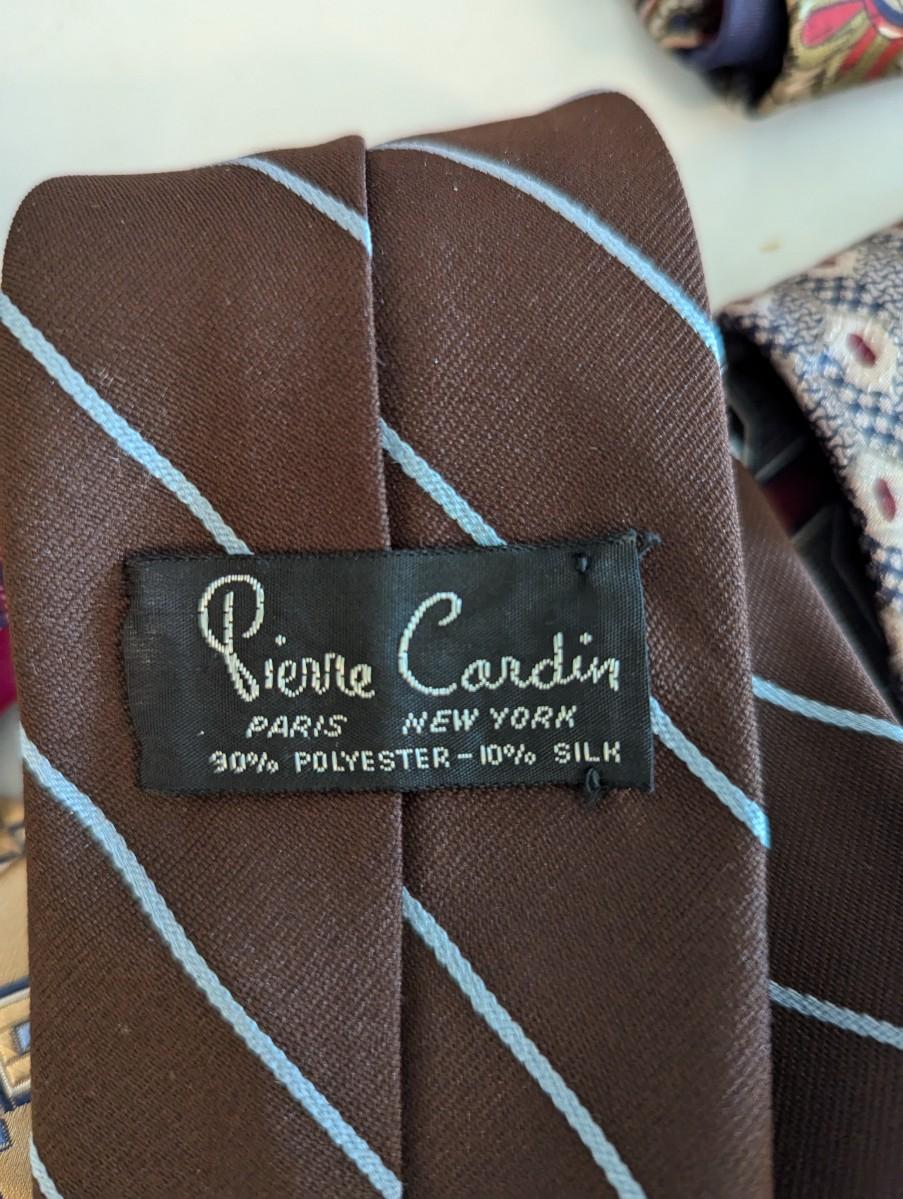 Pierre Cardin
PARIS NEW YORK
90% POLYESTER - 10% SILK